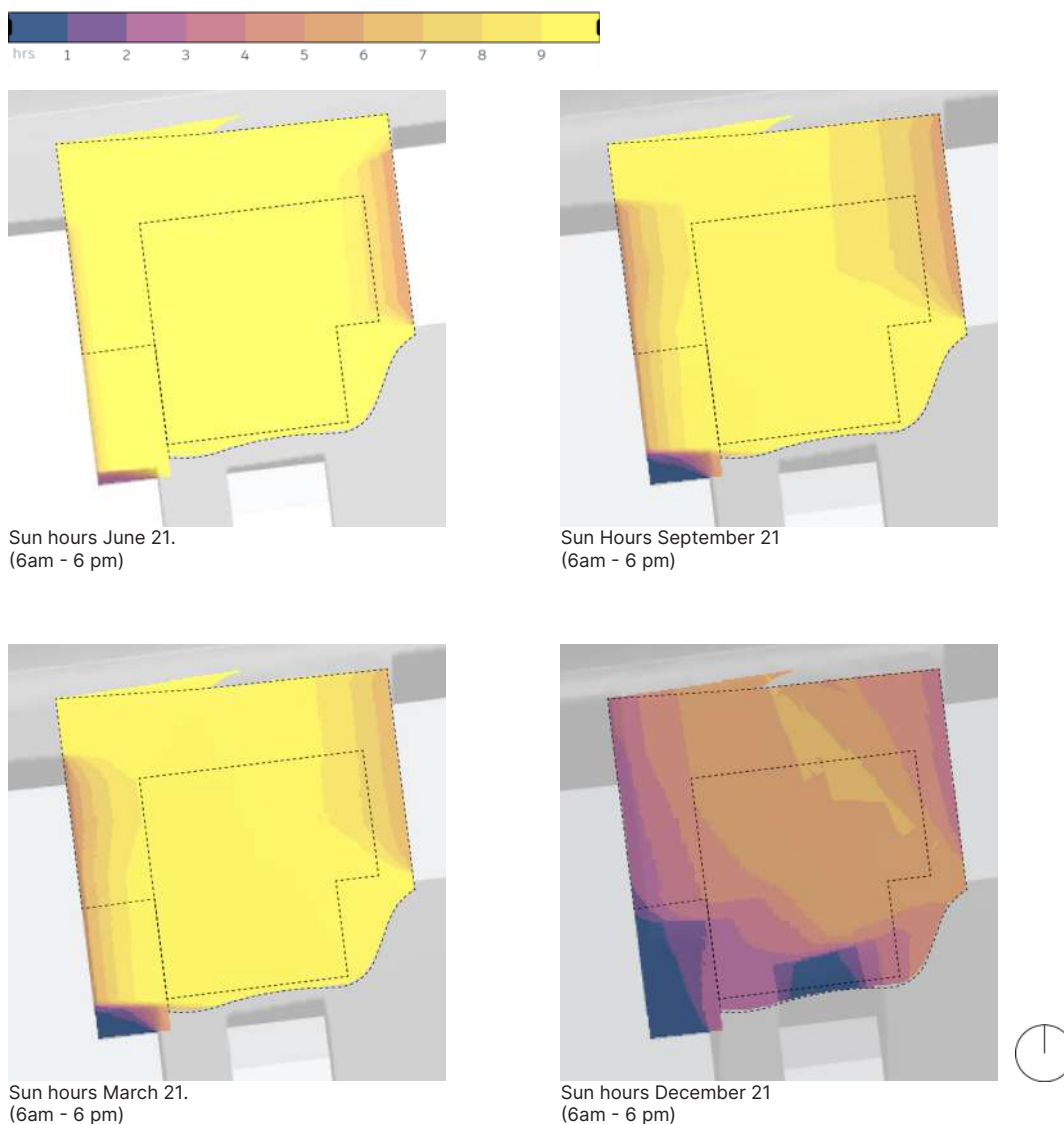 hrs 1 2 3 4 5 6 7 8 9
Sun hours June 21.
(6am - 6 pm)
Sun Hours September 21
(6am - 6 pm)
Sun hours March 21.
(6am - 6 pm)
Sun hours December 21
(6am - 6 pm)